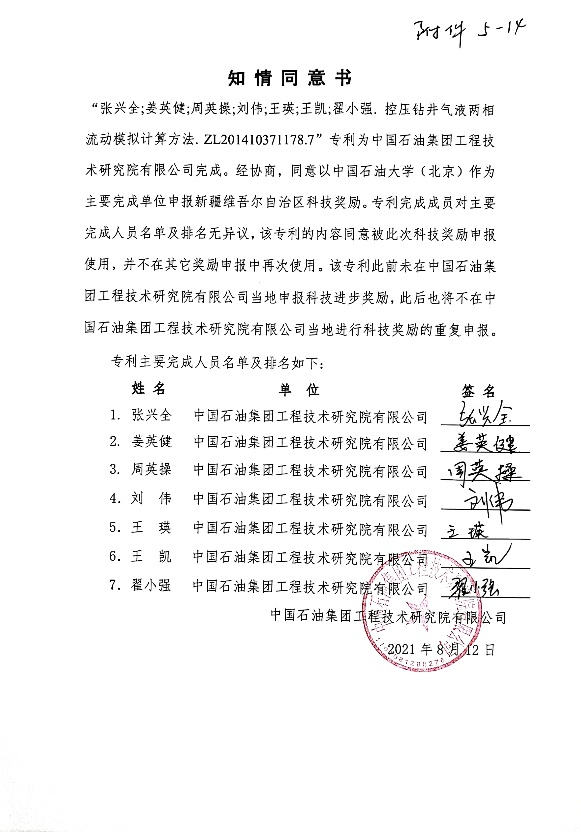 附件 5-14
知情同意书
“张兴全;姜英健;周英操;刘伟;王瑛;王凯;翟小强. 控压钻井气液两相
流动模拟计算方法. ZL201410371178.7”专利为中国石油集团工程技
术研究院有限公司完成。经协商，同意以中国石油大学（北京）作为
主要完成单位申报新疆维吾尔自治区科技奖励。专利完成成员对主要
完成人员名单及排名无异议，该专利的内容同意被此次科技奖励申报
使用，并不在其它奖励申报中再次使用。该专利此前未在中国石油集
团工程技术研究院有限公司当地申报科技进步奖励，此后也将不在中
国石油集团工程技术研究院有限公司当地进行科技奖励的重复申报。
专利主要完成人员名单及排名如下：
姓 名 单 位 签 名
1. 张兴全 中国石油集团工程技术研究院有限公司 张兴全
2. 姜英健 中国石油集团工程技术研究院有限公司 姜英健
3. 周英操 中国石油集团工程技术研究院有限公司 周英操
4. 刘 伟 中国石油集团工程技术研究院有限公司 刘伟
5. 王 瑛 中国石油集团工程技术研究院有限公司 王瑛
6. 王 凯 中国石油集团工程技术研究院有限公司 王凯
7. 翟小强 中国石油集团工程技术研究院有限公司 翟小强
中国石油集团工程技术研究院有限公司
2021 年 8 月 12 日